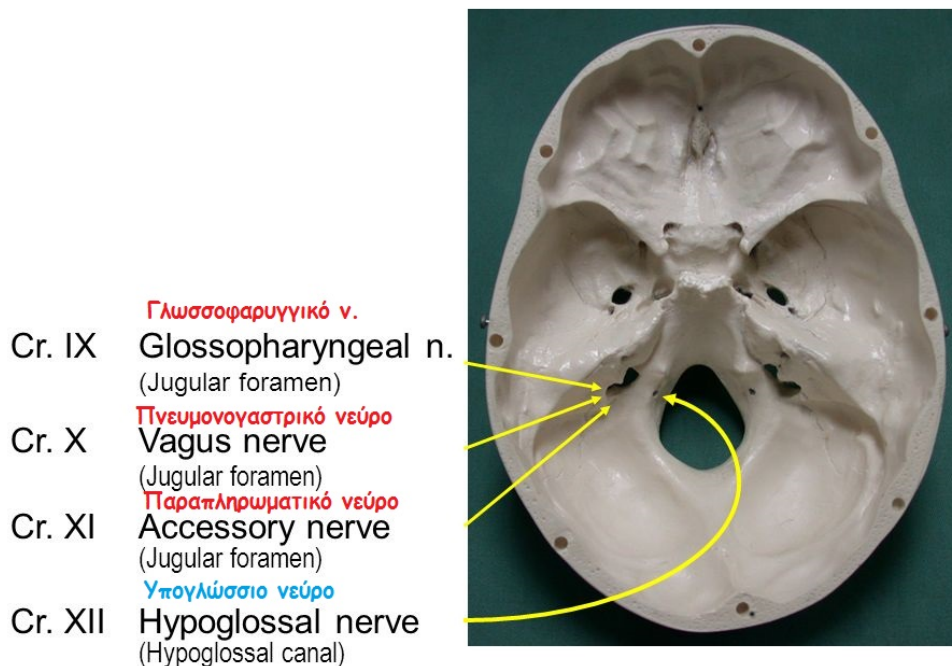 Γλωσσοφαρυγγικό ν.
Cr. IX Glossopharyngeal n.
(Jugular foramen)
Πνευμονογαστρικό νεύρο
Cr. X Vagus nerve
(Jugular foramen)
Παραπληρωματικό νεύρο
Cr. XI Accessory nerve
(Jugular foramen)
Υπογλώσσιο νεύρο
Cr. XII Hypoglossal nerve
(Hypoglossal canal)